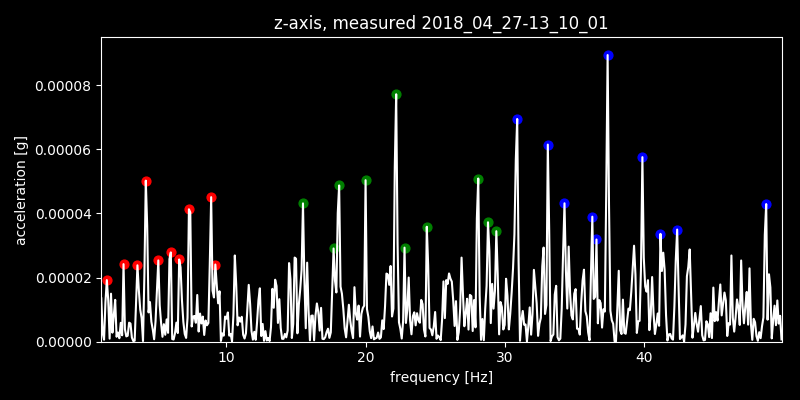 z-axis, measured 2018_04_27-13_10_01
acceleration [g]
0.00008
0.00006
0.00004
0.00002
0.00000
10 20 30 40
frequency [Hz]